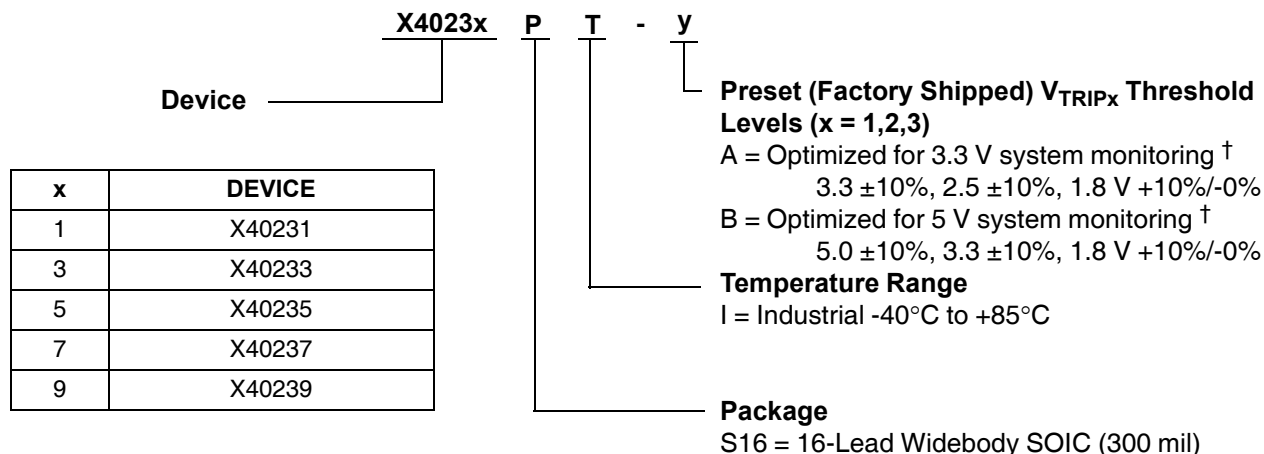 X4023x P T - y
Device
Preset (Factory Shipped) VTRIPx Threshold
Levels (x = 1,2,3)
A = Optimized for 3.3 V system monitoring †
3.3 ±10%, 2.5 ±10%, 1.8 V +10%/-0%
B = Optimized for 5 V system monitoring †
5.0 ±10%, 3.3 ±10%, 1.8 V +10%/-0%
Temperature Range
I = Industrial -40°C to +85°C
Package
S16 = 16-Lead Widebody SOIC (300 mil)
x DEVICE
1 X40231
3 X40233
5 X40235
7 X40237
9 X40239